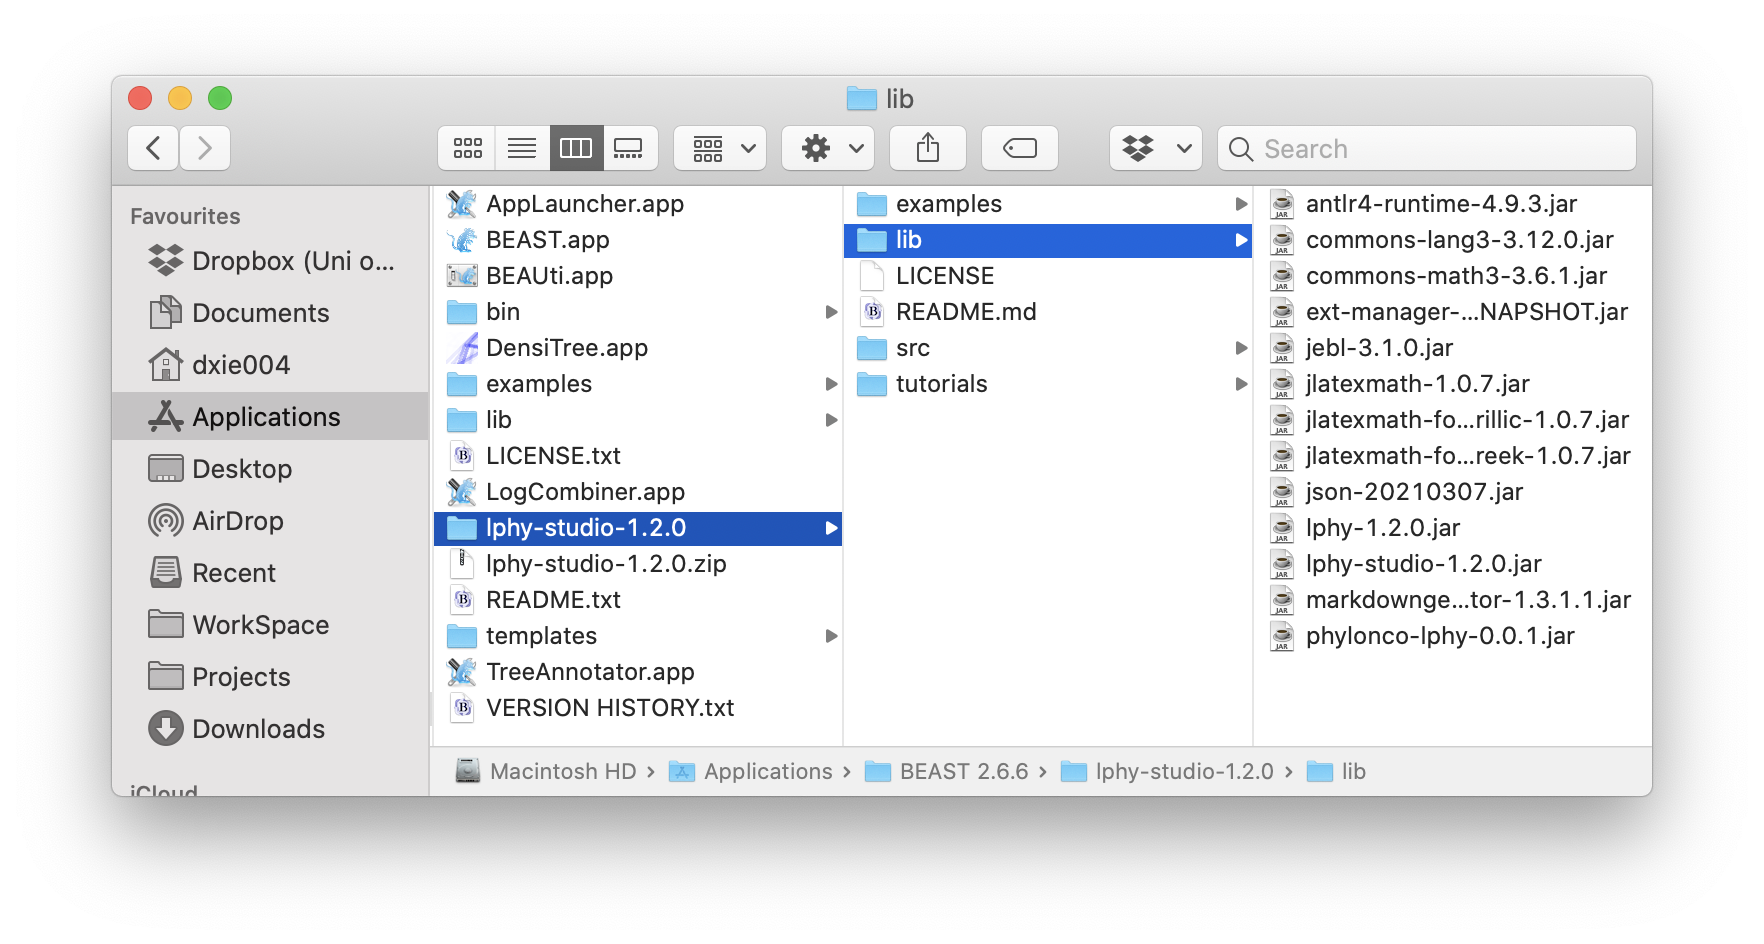 lib
Search
Favourites
Dropbox (Uni o...
Documents
dxie004
Applications
Desktop
AirDrop
Recent
WorkSpace
Projects
Downloads
iCloud
AppLauncher.app
BEAST.app
BEAUti.app
bin
DensiTree.app
examples
lib
LICENSE.txt
LogCombiner.app
lphy-studio-1.2.0
lphy-studio-1.2.0.zip
README.txt
templates
TreeAnnotator.app
VERSION HISTORY.txt
examples
lib
LICENSE
README.md
src
tutorials
antlr4-runtime-4.9.3.jar
commons-lang3-3.12.0.jar
commons-math3-3.6.1.jar
ext-manager-...NAPSHOT.jar
jebl-3.1.0.jar
jlatexmath-1.0.7.jar
jlatexmath-fo...rillic-1.0.7.jar
jlatexmath-fo...reek-1.0.7.jar
json-20210307.jar
lphy-1.2.0.jar
lphy-studio-1.2.0.jar
markdownge...tor-1.3.1.1.jar
phylonco-lphy-0.0.1.jar
Macintosh HD › Applications › BEAST 2.6.6 › lphy-studio-1.2.0 › lib